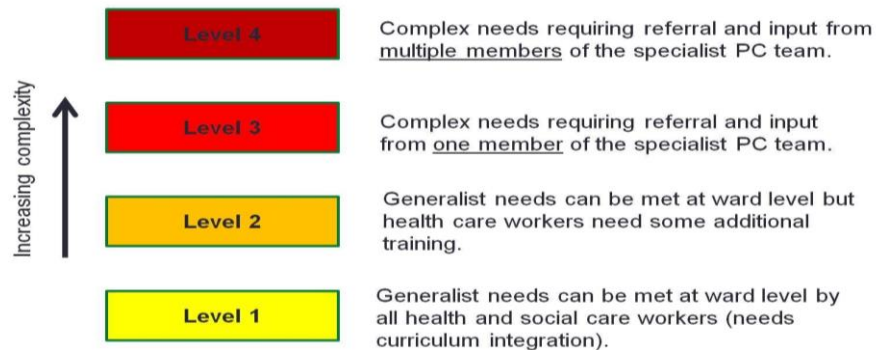 Level 4
Complex needs requiring referral and input from
multiple members of the specialist PC team.
Increasing complexity
Level 3
Complex needs requiring referral and input
from one member of the specialist PC team.
Level 2
Generalist needs can be met at ward level but
health care workers need some additional
training.
Level 1
Generalist needs can be met at ward level by
all health and social care workers (needs
curriculum integration).